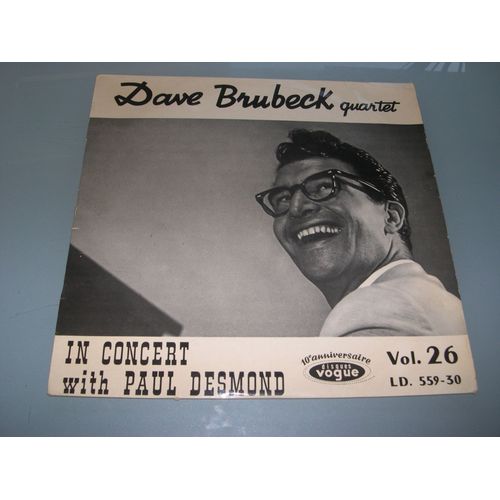 Dave Brubeck quartet
IN CONCERT
with PAUL DESMOND
10e anniversaire
disques
vogue
Vol. 26
LD. 559-30